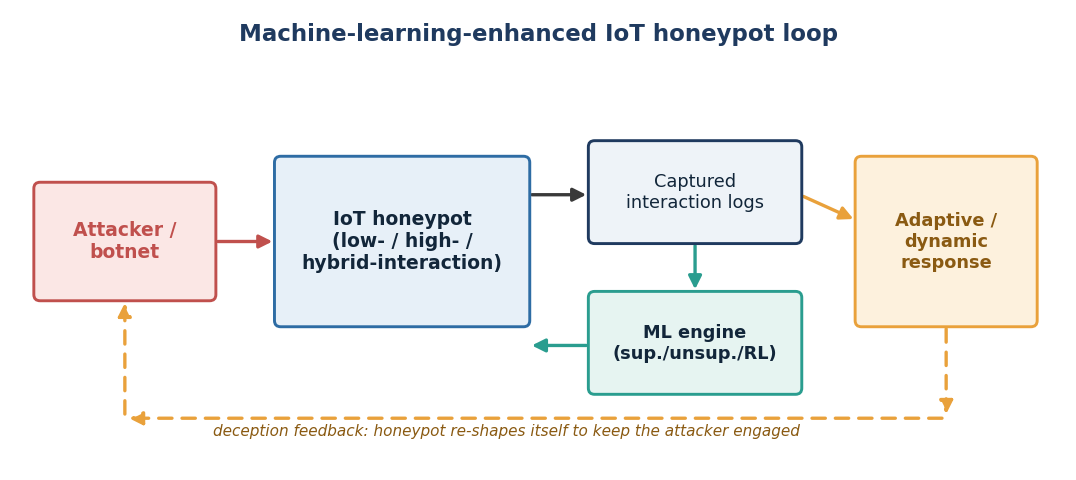 Machine-learning-enhanced IoT honeypot loop
Attacker /
botnet
IoT honeypot
(low- / high- /
hybrid-interaction)
Captured
interaction logs
ML engine
(sup./unsup./RL)
Adaptive /
dynamic
response
deception feedback: honeypot re-shapes itself to keep the attacker engaged